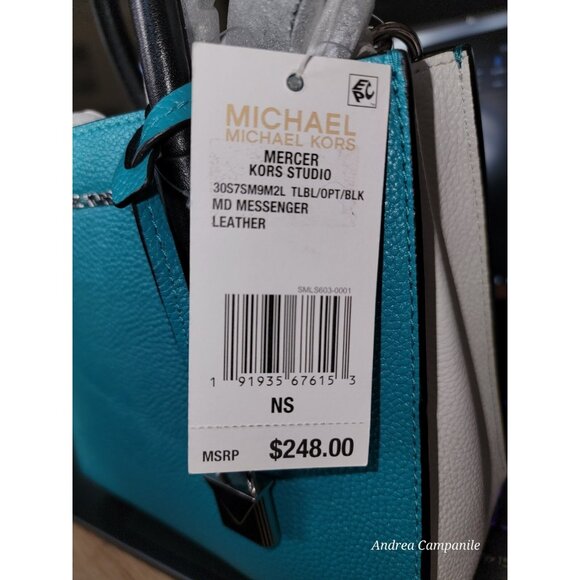 EPC
MICHAEL
MICHAEL KORS
MERCER
KORS STUDIO
30S7SM9M2L TLBL/OPT/BLK
MD MESSENGER
LEATHER
SMLS603-0001
1 91935 67615 3
NS
MSRP $248.00
Andrea Campanile